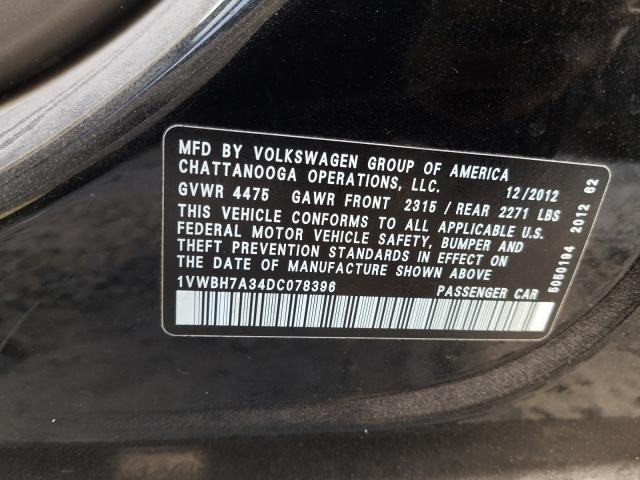 MFD BY VOLKSWAGEN GROUP OF AMERICA
CHATTANOOGA OPERATIONS, LLC. 12/2012
GVWR 4475 GAWR FRONT 2315 / REAR 2271 LBS
THIS VEHICLE CONFORMS TO ALL APPLICABLE U.S.
FEDERAL MOTOR VEHICLE SAFETY, BUMPER AND
THEFT PREVENTION STANDARDS IN EFFECT ON
THE DATE OF MANUFACTURE SHOWN ABOVE
1VWBH7A34DC078396 PASSENGER CAR
6060194 2012 62